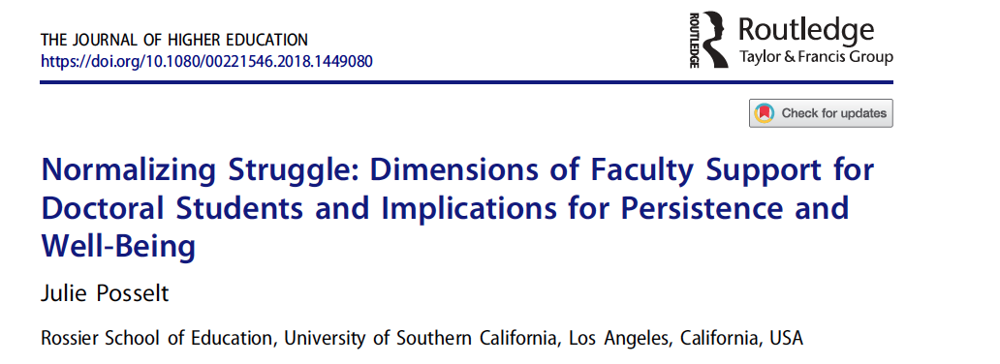 THE JOURNAL OF HIGHER EDUCATION
https://doi.org/10.1080/00221546.2018.1449080
ROUTLEDGE
Routledge
Taylor & Francis Group
Check for updates
Normalizing Struggle: Dimensions of Faculty Support for
Doctoral Students and Implications for Persistence and
Well-Being
Julie Posselt
Rossier School of Education, University of Southern California, Los Angeles, California, USA